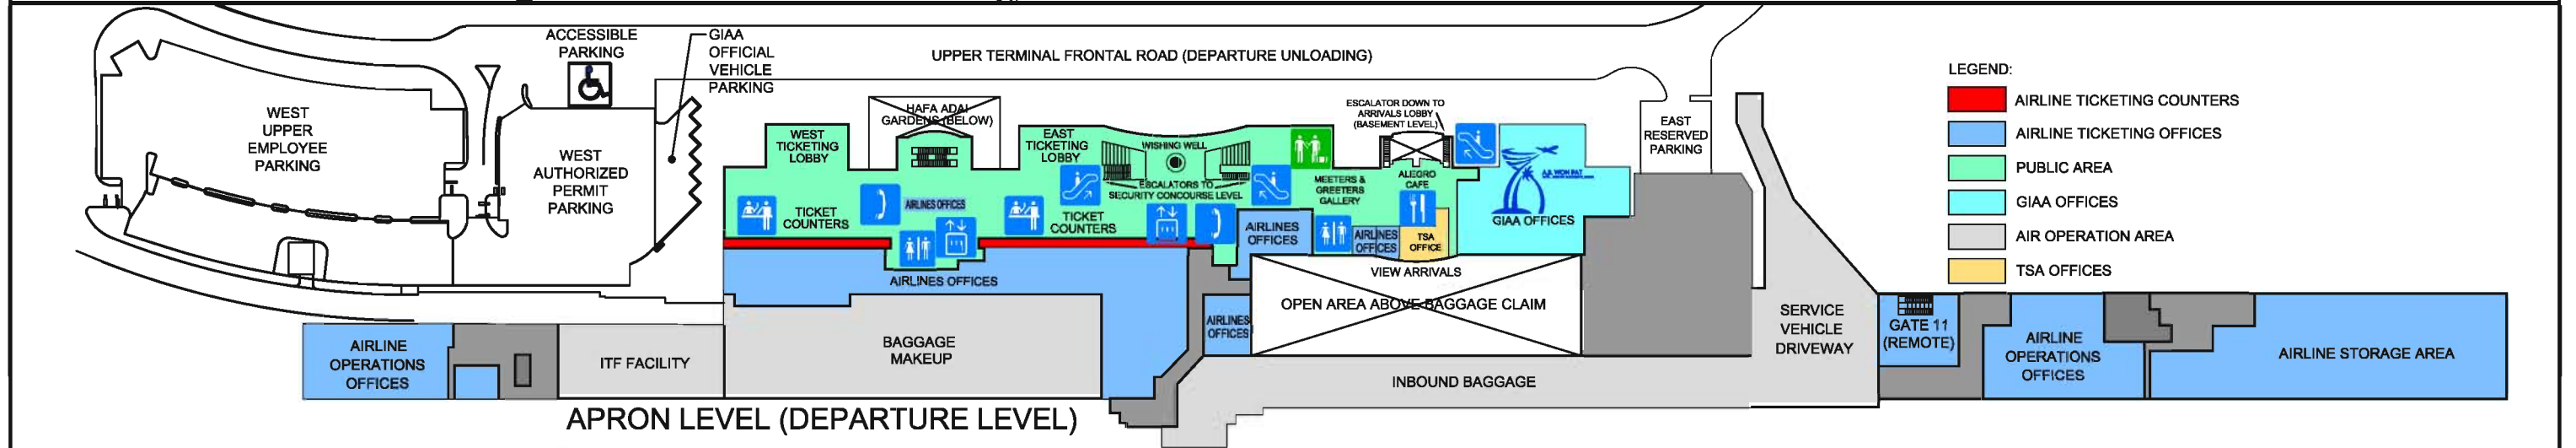 ACCESSIBLE
PARKING
GIAA
OFFICIAL
VEHICLE
PARKING
UPPER TERMINAL FRONTAL ROAD (DEPARTURE UNLOADING)
WEST
UPPER
EMPLOYEE
PARKING
WEST
AUTHORIZED
PERMIT
PARKING
HAFA ADAI
GARDENS (BELOW)
WEST
TICKETING
LOBBY
EAST
TICKETING
LOBBY
WISHING WELL
ESCALATORS TO
SECURITY CONCOURSE LEVEL
ESCALATOR DOWN TO
ARRIVALS LOBBY
(BASEMENT LEVEL)
MEETERS &
GREETERS
GALLERY
ALEGRO
CAFE
A.B. WON PAT
GIAA OFFICES
EAST
RESERVED
PARKING
TICKET
COUNTERS
AIRLINES OFFICES
TICKET
COUNTERS
AIRLINES
OFFICES
AIRLINES
OFFICES
TSA
OFFICE
AIRLINES OFFICES
VIEW ARRIVALS
OPEN AREA ABOVE BAGGAGE CLAIM
AIRLINES
OFFICES
AIRLINE
OPERATIONS
OFFICES
ITF FACILITY
BAGGAGE
MAKEUP
INBOUND BAGGAGE
SERVICE
VEHICLE
DRIVEWAY
GATE 11
(REMOTE)
AIRLINE
OPERATIONS
OFFICES
AIRLINE STORAGE AREA
LEGEND:
AIRLINE TICKETING COUNTERS
AIRLINE TICKETING OFFICES
PUBLIC AREA
GIAA OFFICES
AIR OPERATION AREA
TSA OFFICES
APRON LEVEL (DEPARTURE LEVEL)